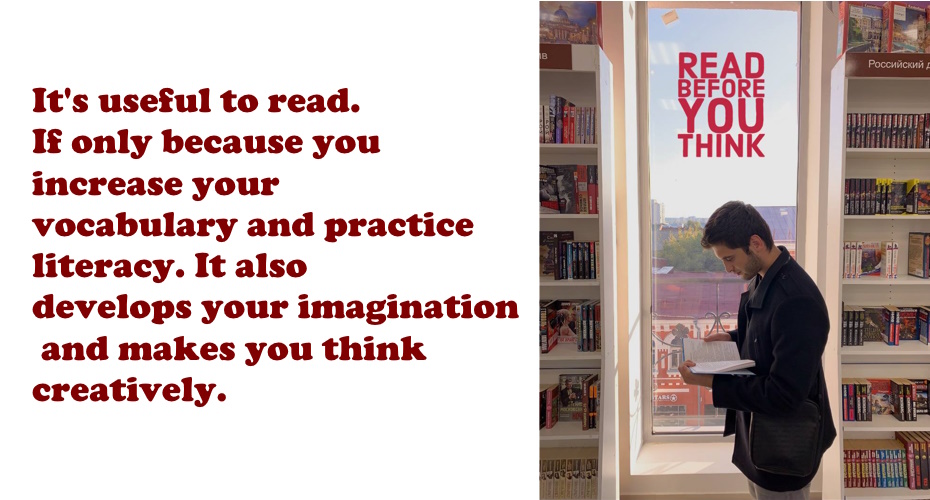 It's useful to read.
If only because you
increase your
vocabulary and practice
literacy. It also
develops your imagination
and makes you think
creatively.
READ
BEFORE
YOU
THINK
Российский д